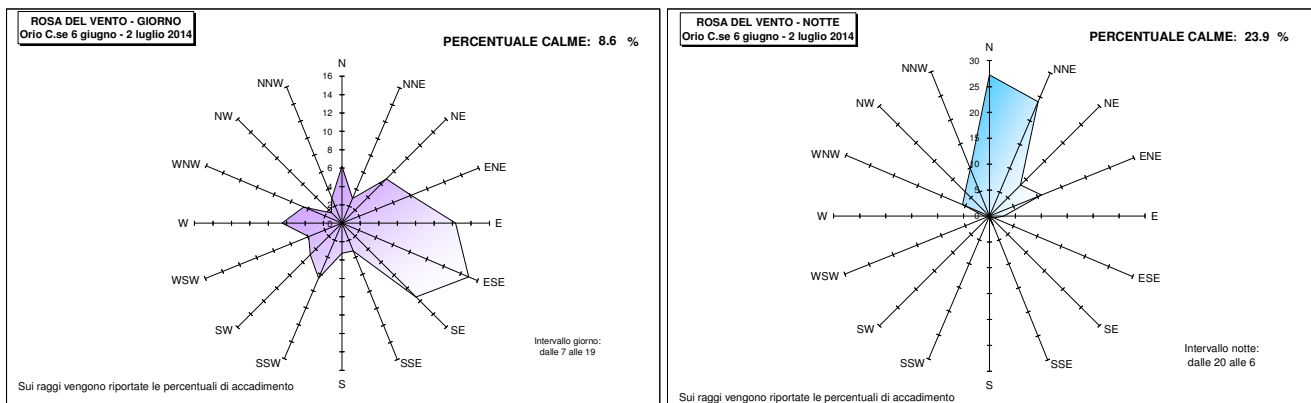 ROSA DEL VENTO - GIORNO
Orio C.se 6 giugno - 2 luglio 2014
PERCENTUALE CALME: 8.6 %
N
NNE
NE
ENE
E
ESE
SE
SSE
S
SSW
SW
WSW
W
WNW
NW
NNW
16
14
12
10
8
6
4
2
0
Intervallo giorno:
dalle 7 alle 19
Sui raggi vengono riportate le percentuali di accadimento
ROSA DEL VENTO - NOTTE
Orio C.se 6 giugno - 2 luglio 2014
PERCENTUALE CALME: 23.9 %
N
NNE
NE
ENE
E
ESE
SE
SSE
S
SSW
SW
WSW
W
WNW
NW
NNW
30
25
20
15
10
5
0
Intervallo notte:
dalle 20 alle 6
Sui raggi vengono riportate le percentuali di accadimento